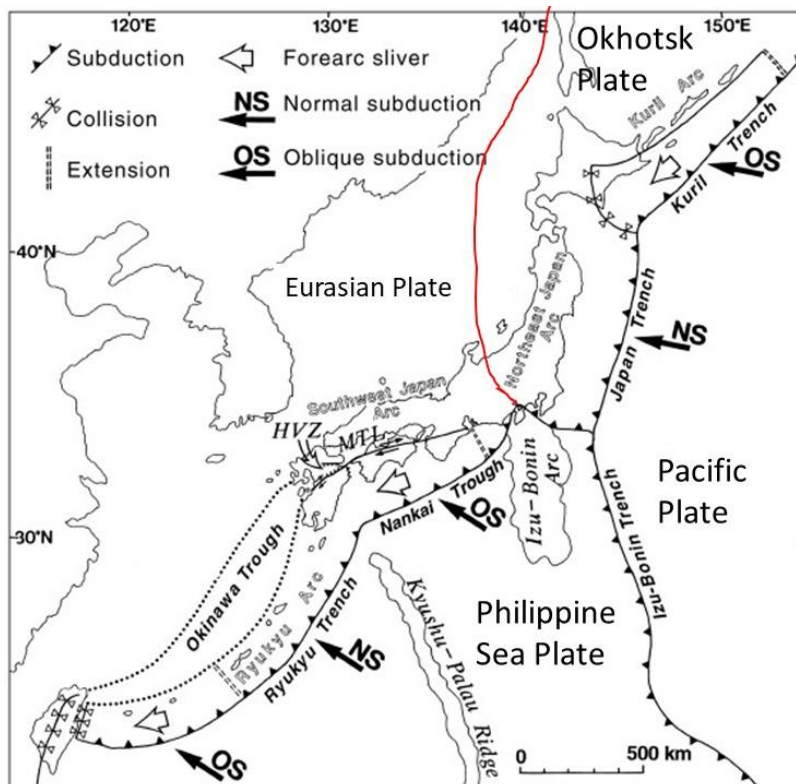 120°E
130°E
140°E
150°E
Subduction
Forearc sliver
Collision
NS Normal subduction
Extension
OS Oblique subduction
Okhotsk
Plate
Kuril Arc
Kuril Trench
OS
40°N
Eurasian Plate
Northeast Japan
Arc
Japan Trench
NS
Southwest Japan
Arc
HVZ
MTL
Nankai Trough
OS
Izu-Bonin
Arc
Pacific
Plate
Izu-Bonin Trench
30°N
Okinawa Trough
Ryukyu Arc
Ryukyu Trench
NS
Kyushu-Palau Ridge
Philippine
Sea Plate
OS
0
500 km